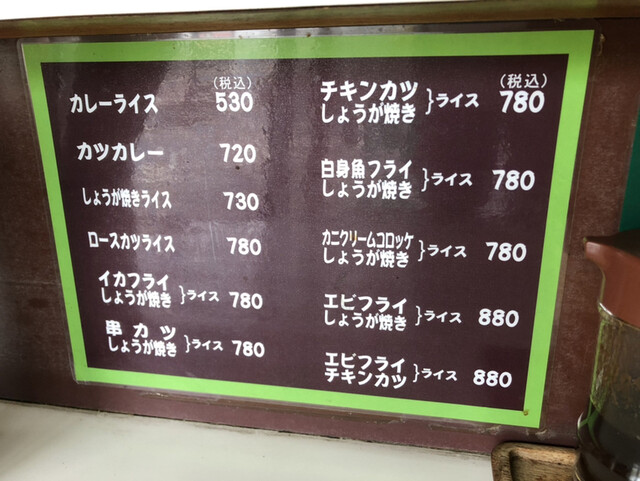 (税込)
カレーライス 530
カツカレー 720
しょうが焼きライス 730
ロースカツライス 780
イカフライ
しょうが焼き }ライス 780
串カツ
しょうが焼き }ライス 780
(税込)
チキンカツ
しょうが焼き }ライス 780
白身魚フライ
しょうが焼き }ライス 780
カニクリームコロッケ
しょうが焼き }ライス 780
エビフライ
しょうが焼き }ライス 880
エビフライ
チキンカツ }ライス 880